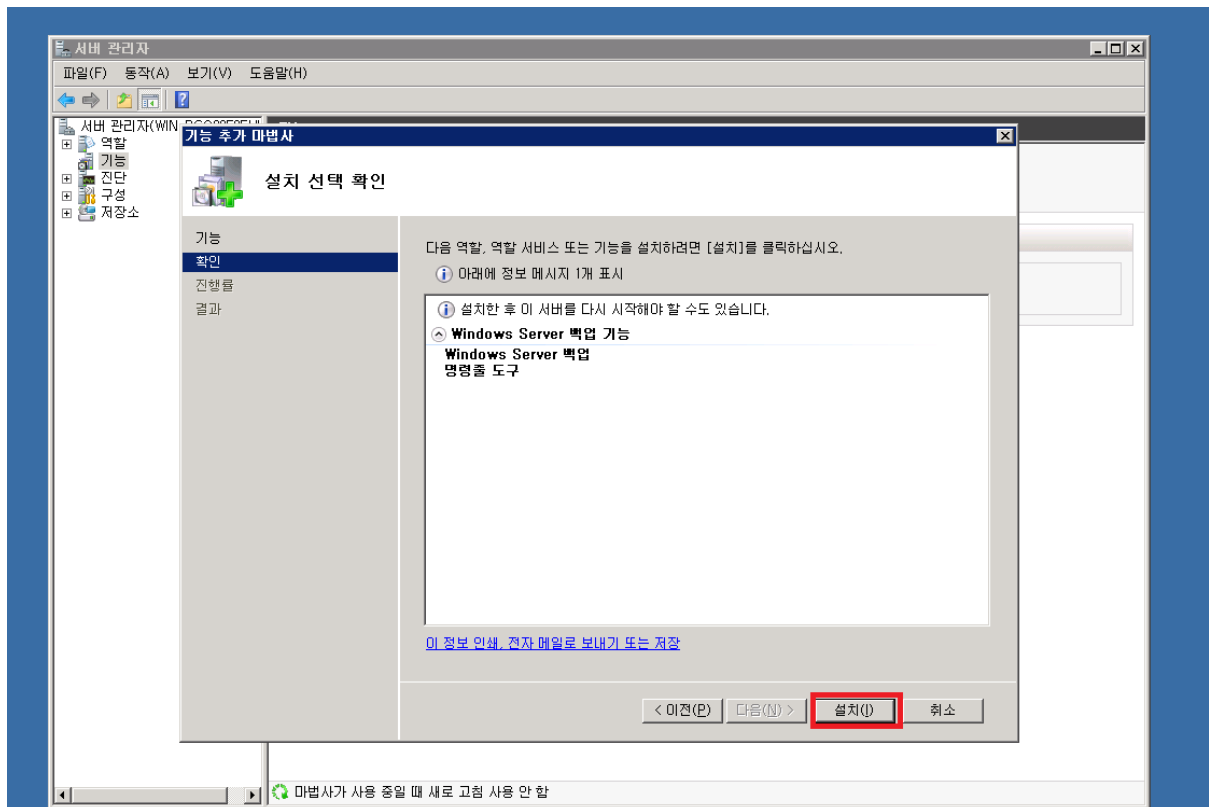 서버 관리자
파일(F) 동작(A) 보기(V) 도움말(H)
서버 관리자(WIN
역할
기능
진단
구성
저장소
기능 추가 마법사
설치 선택 확인
기능
확인
진행률
결과
다음 역할, 역할 서비스 또는 기능을 설치하려면 [설치]를 클릭하십시오.
아래에 정보 메시지 1개 표시
설치한 후 이 서버를 다시 시작해야 할 수도 있습니다.
Windows Server 백업 기능
Windows Server 백업
명령줄 도구
이 정보 인쇄, 전자 메일로 보내기 또는 저장
< 이전(P) 다음(N) > 설치(I) 취소
마법사가 사용 중일 때 새로 고침 사용 안 함